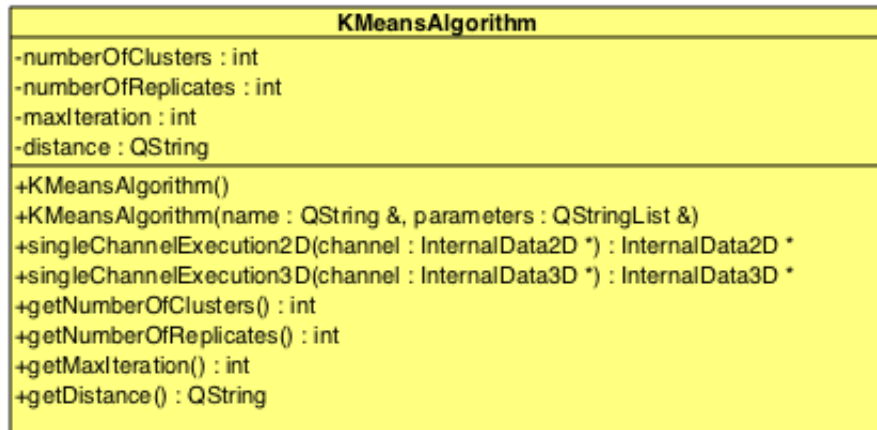 KMeansAlgorithm
-numberOfClusters : int
-numberOfReplicates : int
-maxIteration : int
-distance : QString
+KMeansAlgorithm()
+KMeansAlgorithm(name : QString &, parameters : QStringList &)
+singleChannelExecution2D(channel : InternalData2D *) : InternalData2D *
+singleChannelExecution3D(channel : InternalData3D *) : InternalData3D *
+getNumberOfClusters() : int
+getNumberOfReplicates() : int
+getMaxIteration() : int
+getDistance() : QString